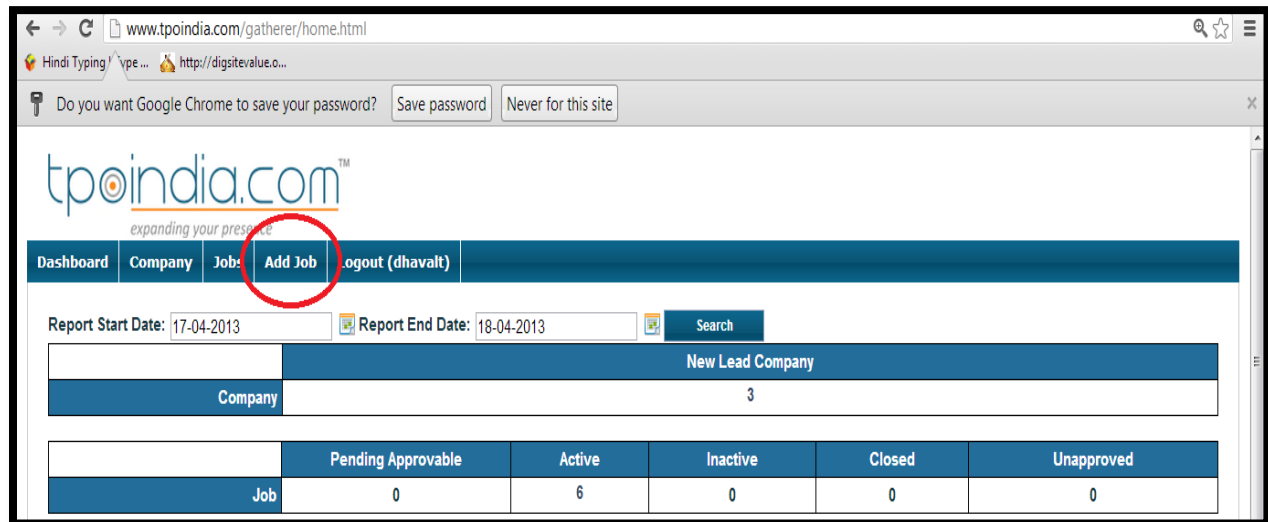 www.tpoindia.com/gatherer/home.html
Hindi Typing ype ... http://digsitevalue.o...
Do you want Google Chrome to save your password? Save password Never for this site
tpoindia.com™
expanding your presence
Dashboard Company Jobs Add Job Logout (dhavalt)
Report Start Date: 17-04-2013 Report End Date: 18-04-2013 Search
New Lead Company
Company 3
Pending Approvable Active Inactive Closed Unapproved
Job 0 6 0 0 0